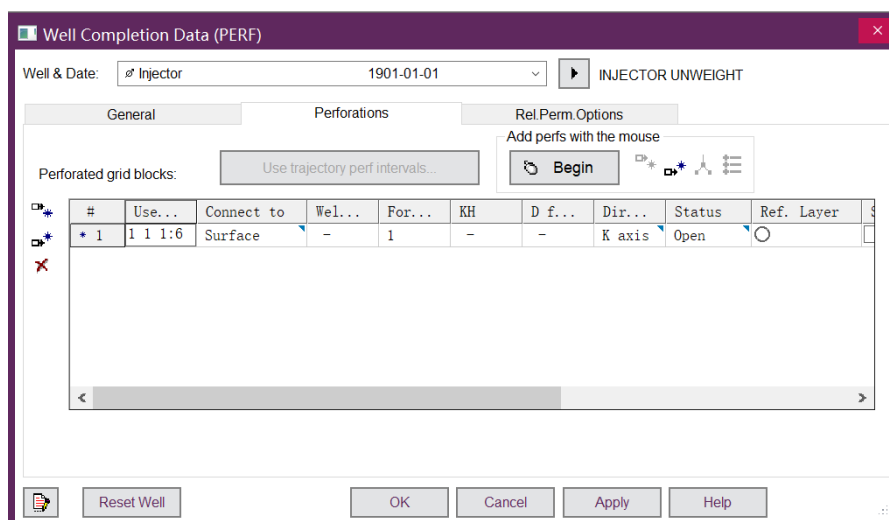 Well Completion Data (PERF)
Well & Date: Injector 1901-01-01 INJECTOR UNWEIGHT
General Perforations Rel.Perm.Options
Add perfs with the mouse
Perforated grid blocks: Use trajectory perf intervals... Begin
# Use... Connect to Wel... For... KH D f... Dir... Status Ref. Layer S
* 1 1 1 1:6 Surface – 1 – – K axis Open
Reset Well OK Cancel Apply Help